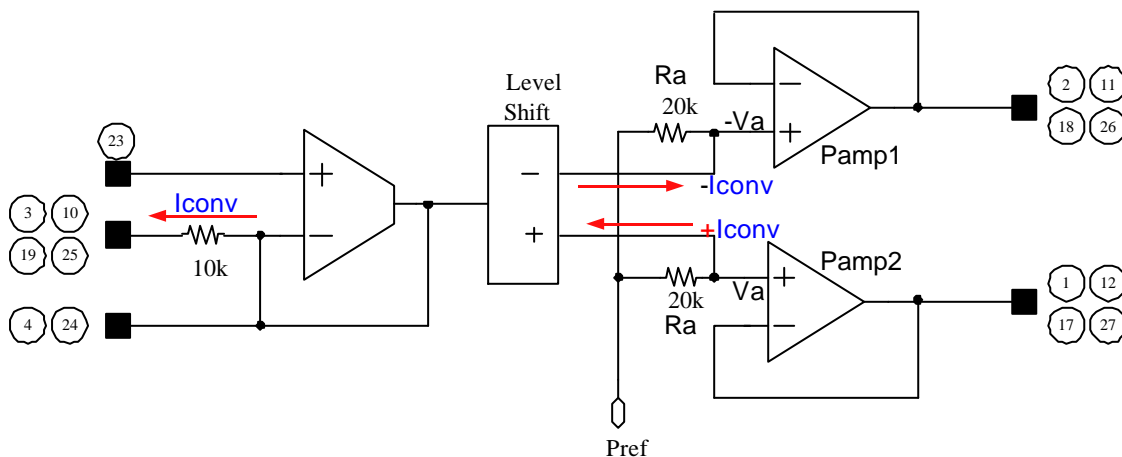 Level
Shift
Ra
20k
-Va
−
+
Pamp1
2 11
18 26
23
+
Iconv
3 10
19 25
10k
−
−
-Iconv
+
+Iconv
4 24
20k
Ra
Va
+
−
Pamp2
1 12
17 27
Pref